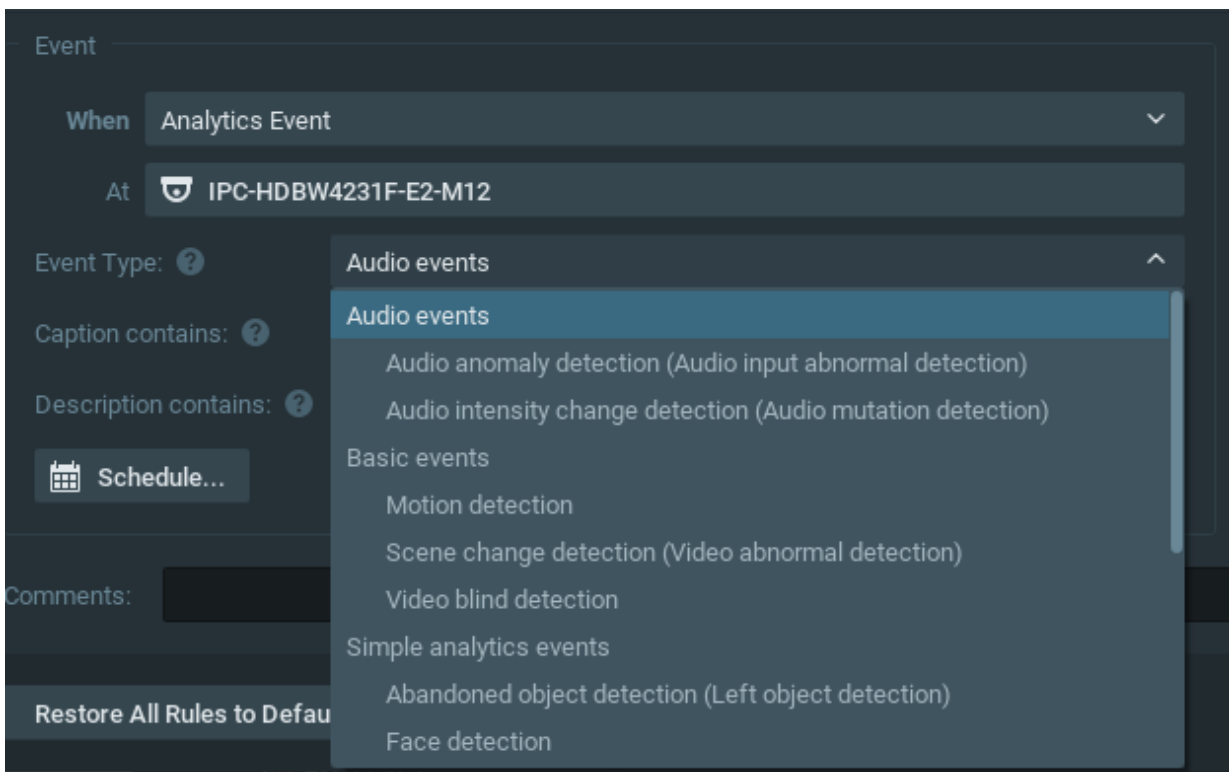 Event
When Analytics Event
At IPC-HDBW4231F-E2-M12
Event Type: ? Audio events
Audio events
Caption contains: ?
Audio anomaly detection (Audio input abnormal detection)
Description contains: ?
Audio intensity change detection (Audio mutation detection)
Basic events
Schedule...
Motion detection
Scene change detection (Video abnormal detection)
Comments:
Video blind detection
Simple analytics events
Abandoned object detection (Left object detection)
Restore All Rules to Defau
Face detection